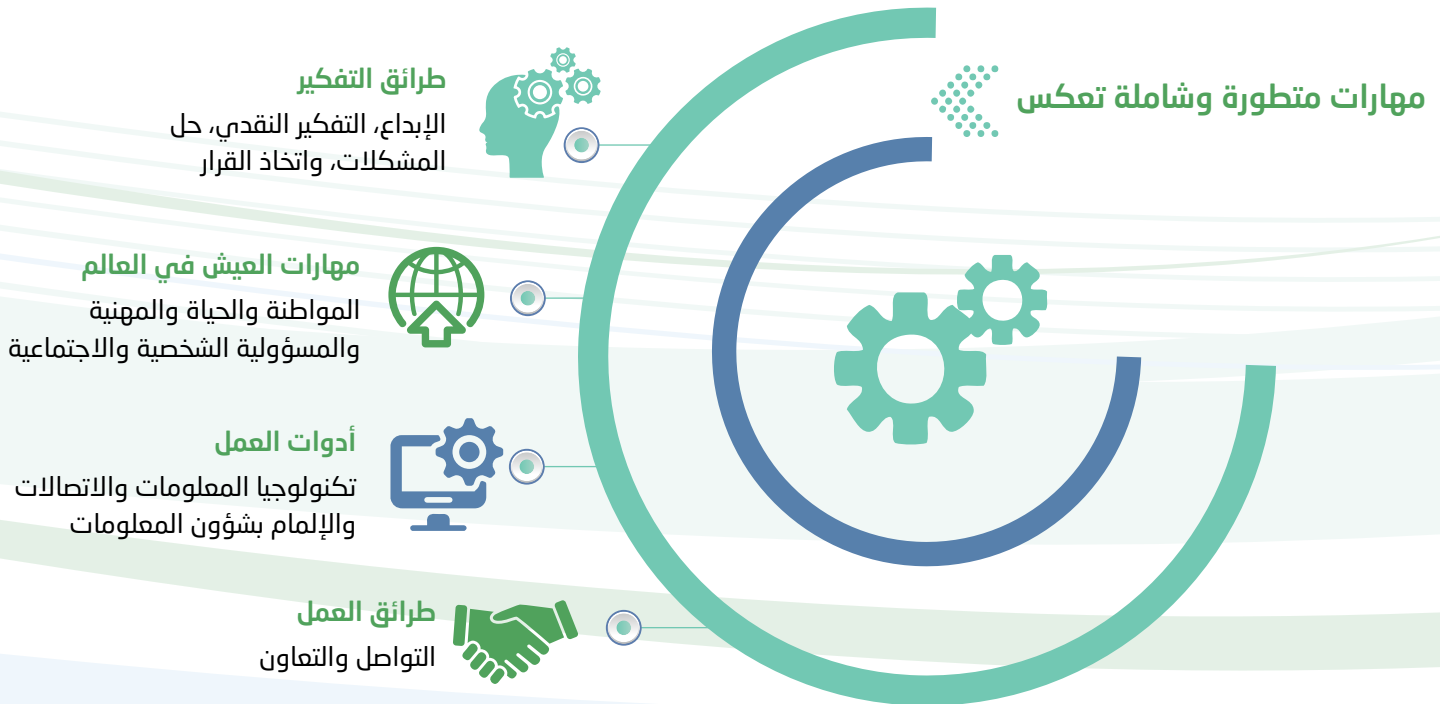 مهارات متطورة وشاملة تعكس
طرائق التفكير
الإبداع، التفكير النقدي، حل
المشكلات، واتخاذ القرار
مهارات العيش في العالم
المواطنة والحياة والمهنية
والمسؤولية الشخصية والاجتماعية
أدوات العمل
تكنولوجيا المعلومات والاتصالات
والإلمام بشؤون المعلومات
طرائق العمل
التواصل والتعاون